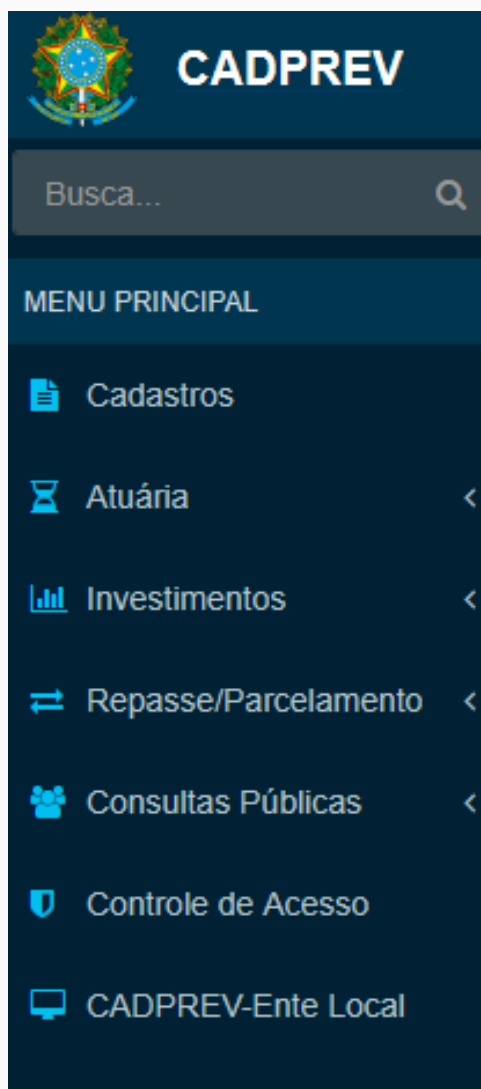 CADPREV
Busca...
MENU PRINCIPAL
Cadastros
Atuária
Investimentos
Repasse/Parcelamento
Consultas Públicas
Controle de Acesso
CADPREV-Ente Local